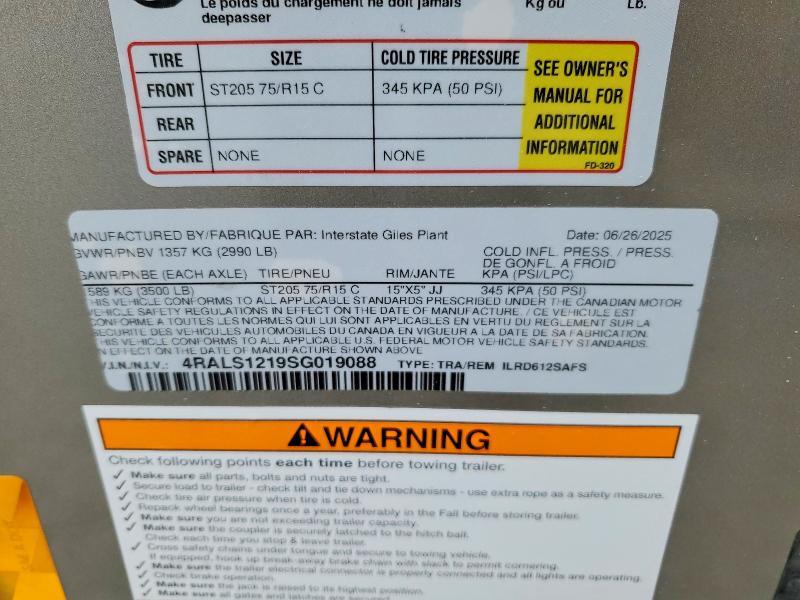 Le poids du chargement ne doit jamais Kg ou Lb.
deepasser
TIRE SIZE COLD TIRE PRESSURE
FRONT ST205 75/R15 C 345 KPA (50 PSI)
REAR
SPARE NONE NONE
SEE OWNER'S
MANUAL FOR
ADDITIONAL
INFORMATION
FD-320
MANUFACTURED BY/FABRIQUE PAR: Interstate Giles Plant Date: 06/26/2025
GVWR/PNBV 1357 KG (2990 LB) COLD INFL. PRESS. / PRESS.
DE GONFL. A FROID
GAWR/PNBE (EACH AXLE) TIRE/PNEU RIM/JANTE KPA (PSI/LPC)
1589 KG (3500 LB) ST205 75/R15 C 15"X5" JJ 345 KPA (50 PSI)
THIS VEHICLE CONFORMS TO ALL APPLICABLE STANDARDS PRESCRIBED UNDER THE CANADIAN MOTOR
VEHICLE SAFETY REGULATIONS IN EFFECT ON THE DATE OF MANUFACTURE. / CE VEHICULE EST
CONFORME A TOUTES LES NORMES QUI LUI SONT APPLICABLES EN VERTU DU REGLEMENT SUR LA
SECURITE DES VEHICULES AUTOMOBILES DU CANADA EN VIGUEUR A LA DATE DE SA FABRICATION.
THIS VEHICLE CONFORMS TO ALL APPLICABLE U.S. FEDERAL MOTOR VEHICLE SAFETY STANDARDS
IN EFFECT ON THE DATE OF MANUFACTURE SHOWN ABOVE
V.I.N./N.I.V.: 4RALS1219SG019088 TYPE: TRA/REM ILRD612SAFS
WARNING
Check following points each time before towing trailer.
✓ Make sure all parts, bolts and nuts are tight.
✓ Secure load to trailer - check tilt and tie down mechanisms - use extra rope as a safety measure.
✓ Check tire air pressure when tire is cold.
✓ Repack wheel bearings once a year, preferably in the Fall before storing trailer.
✓ Make sure you are not exceeding trailer capacity.
✓ Make sure the coupler is securely latched to the hitch ball.
Check each time you stop & leave trailer.
✓ Cross safety chains under tongue and secure to towing vehicle.
If equipped, hook up break-away brake chain with slack to permit cornering.
✓ Make sure the trailer electrical connector is properly connected and all lights are operating.
✓ Check brake operation.
✓ Make sure the jack is raised to its highest position.
✓ Make sure all gates and latches are secured.